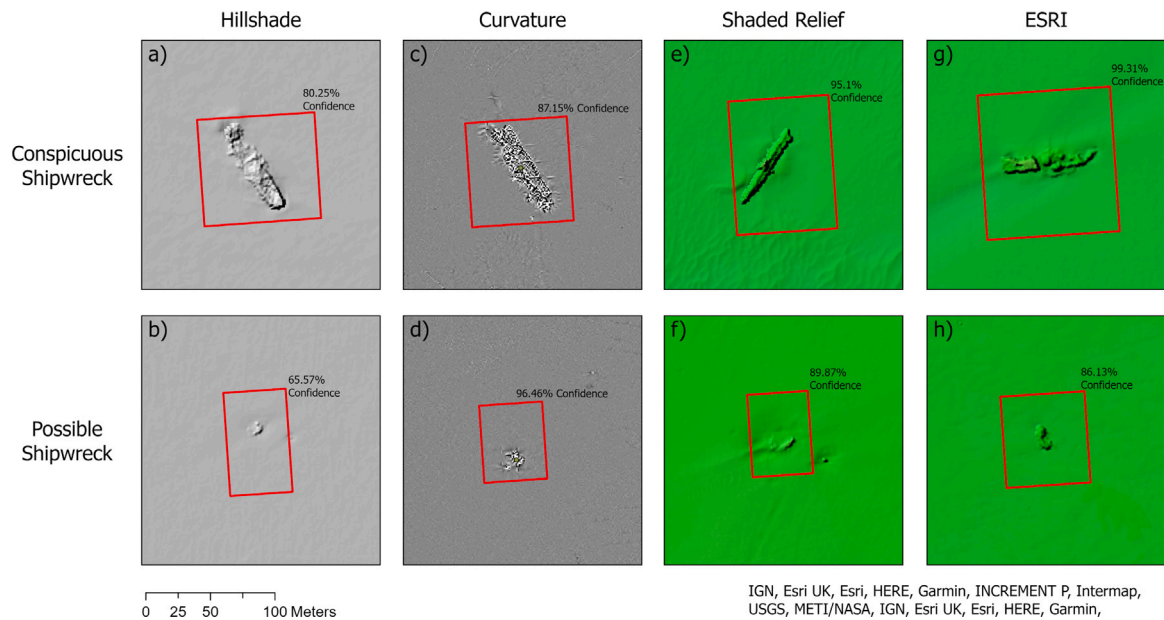 Hillshade
Curvature
Shaded Relief
ESRI
Conspicuous
Shipwreck
a)
80.25%
Confidence
c)
87.15% Confidence
e)
95.1%
Confidence
g)
99.31%
Confidence
Possible
Shipwreck
b)
65.57%
Confidence
d)
96.46% Confidence
f)
89.87%
Confidence
h)
86.13%
Confidence
0 25 50 100 Meters
IGN, Esri UK, Esri, HERE, Garmin, INCREMENT P, Intermap,
USGS, METI/NASA, IGN, Esri UK, Esri, HERE, Garmin,